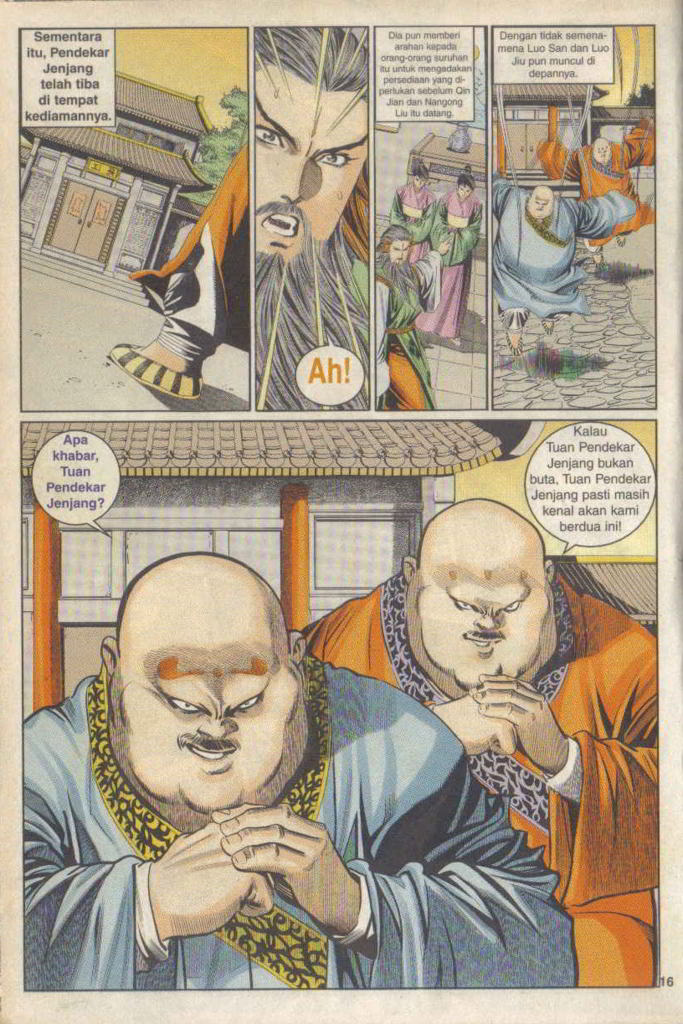 Sementara
itu, Pendekar
Jenjang
telah tiba
di tempat
kediamannya.
Ah!
Dia pun memberi
arahan kepada
orang-orang suruhan
itu untuk mengadakan
persediaan yang di-
perlukan sebelum Qin
Jian dan Nangong
Liu itu datang.
Dengan tidak semena-
mena Luo San dan Luo
Jiu pun muncul di
depannya.
Apa
khabar,
Tuan
Pendekar
Jenjang?
Kalau
Tuan Pendekar
Jenjang bukan
buta, Tuan Pendekar
Jenjang pasti masih
kenal akan kami
berdua ini!
16